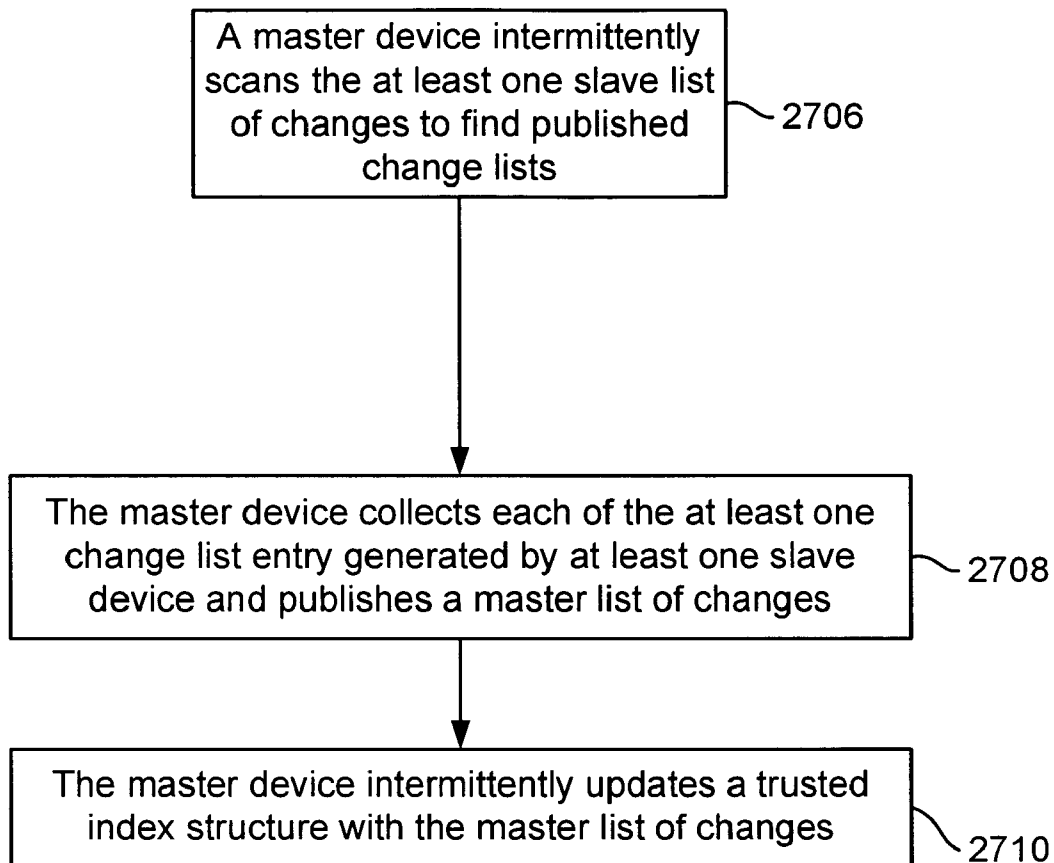 A master device intermittently
scans the at least one slave list
of changes to find published
change lists
2706
The master device collects each of the at least one
change list entry generated by at least one slave
device and publishes a master list of changes
2708
The master device intermittently updates a trusted
index structure with the master list of changes
2710